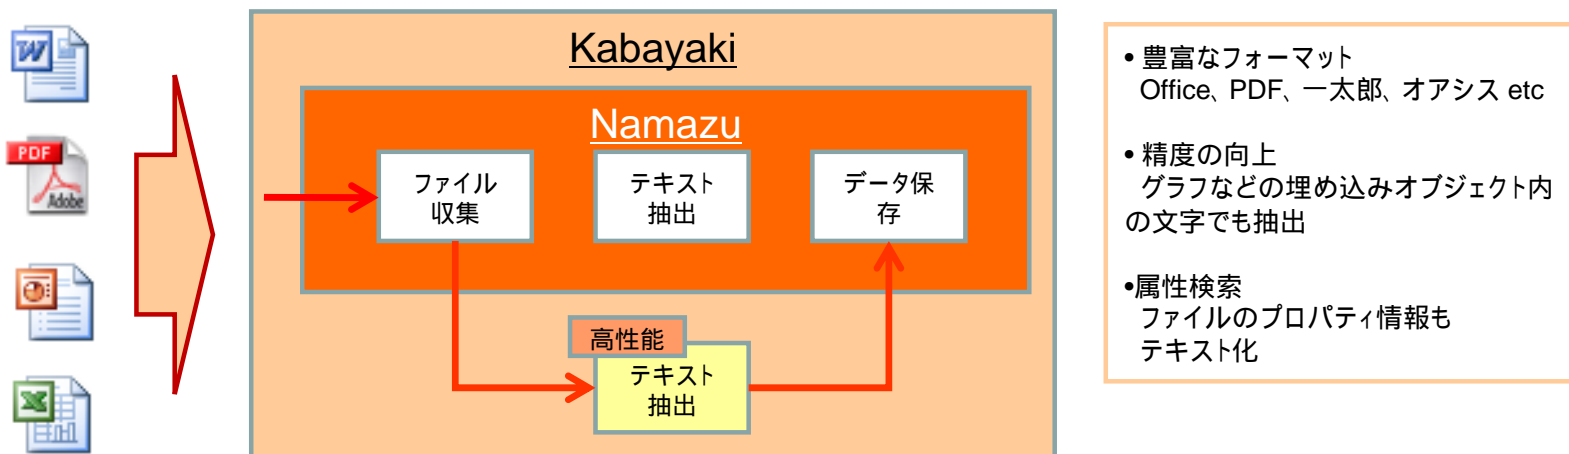 W
PDF
Adobe
Kabayaki
Namazu
ファイル
収集
テキスト
抽出
データ保
存
高性能
テキスト
抽出
• 豊富なフォーマット
Office、PDF、一太郎、オアシス etc
• 精度の向上
グラフなどの埋め込みオブジェクト内
の文字でも抽出
•属性検索
ファイルのプロパティ情報も
テキスト化